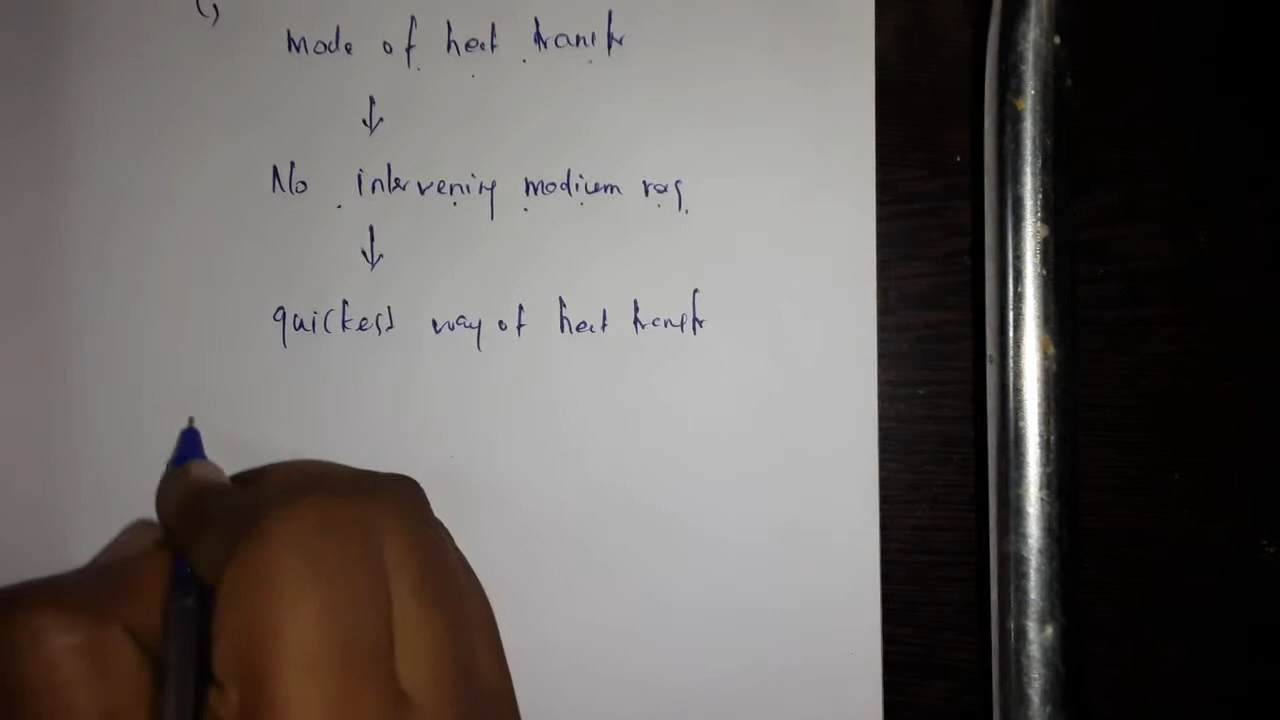 Mode of heat transfr
↓
No intervening medium req.
↓
quickest way of heat transfr